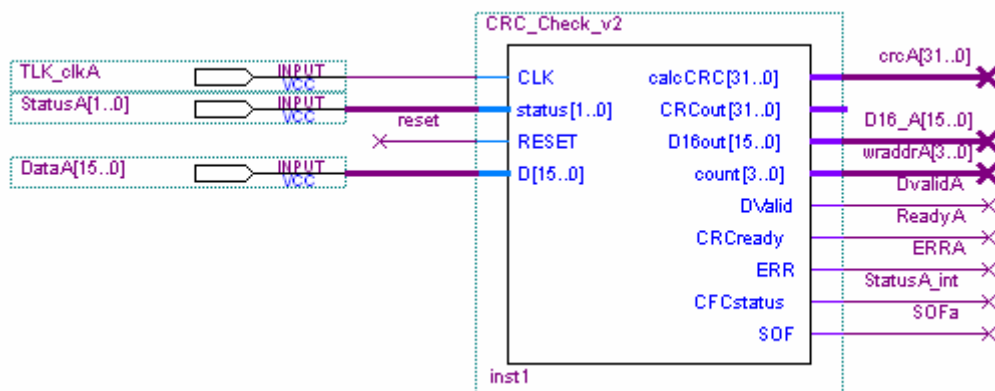 CRC_Check_v2
TLK_clkA
INPUT
VCC
CLK
calcCRC[31..0]
crcA[31..0]
StatusA[1..0]
INPUT
VCC
status[1..0]
CRCout[31..0]
reset
RESET
D16out[15..0]
D16_A[15..0]
DataA[15..0]
INPUT
VCC
D[15..0]
count[3..0]
wraddrA[3..0]
DValid
DvalidA
CRCready
ReadyA
ERR
ERRA
CFCstatus
StatusA_int
SOF
SOFa
inst1